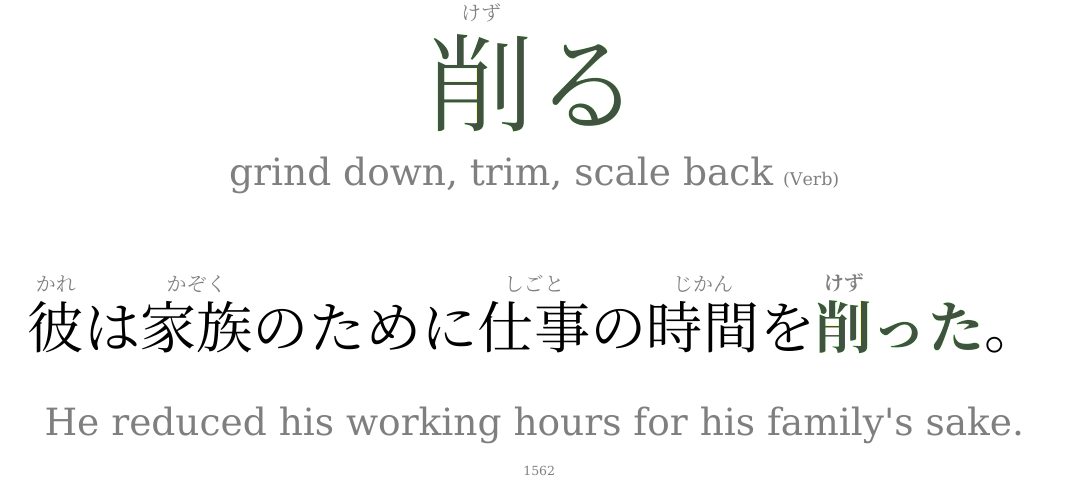 けず
削る
grind down, trim, scale back (Verb)
かれ かぞく しごと じかん けず
彼は家族のために仕事の時間を削った。
He reduced his working hours for his family's sake.
1562